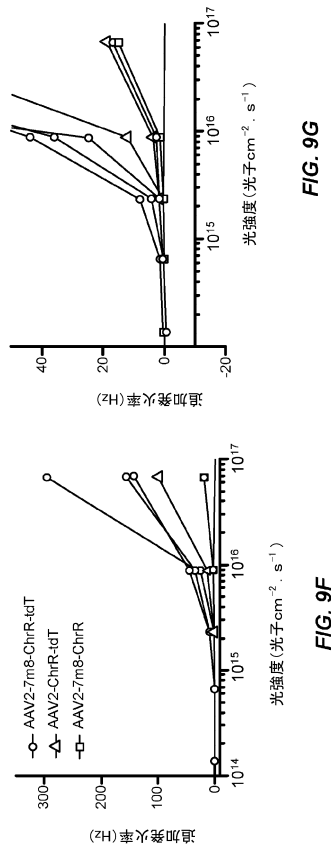 300
200
100
0
追加発火率(Hz)
AAV2-7m8-ChrR-tdT
AAV2-ChrR-tdT
AAV2-7m8-ChrR
10^14
10^15
10^16
10^17
光強度(光子cm^-2 . s^-1)
FIG. 9F
40
20
0
-20
追加発火率(Hz)
10^15
10^16
10^17
光強度(光子cm^-2 . s^-1)
FIG. 9G